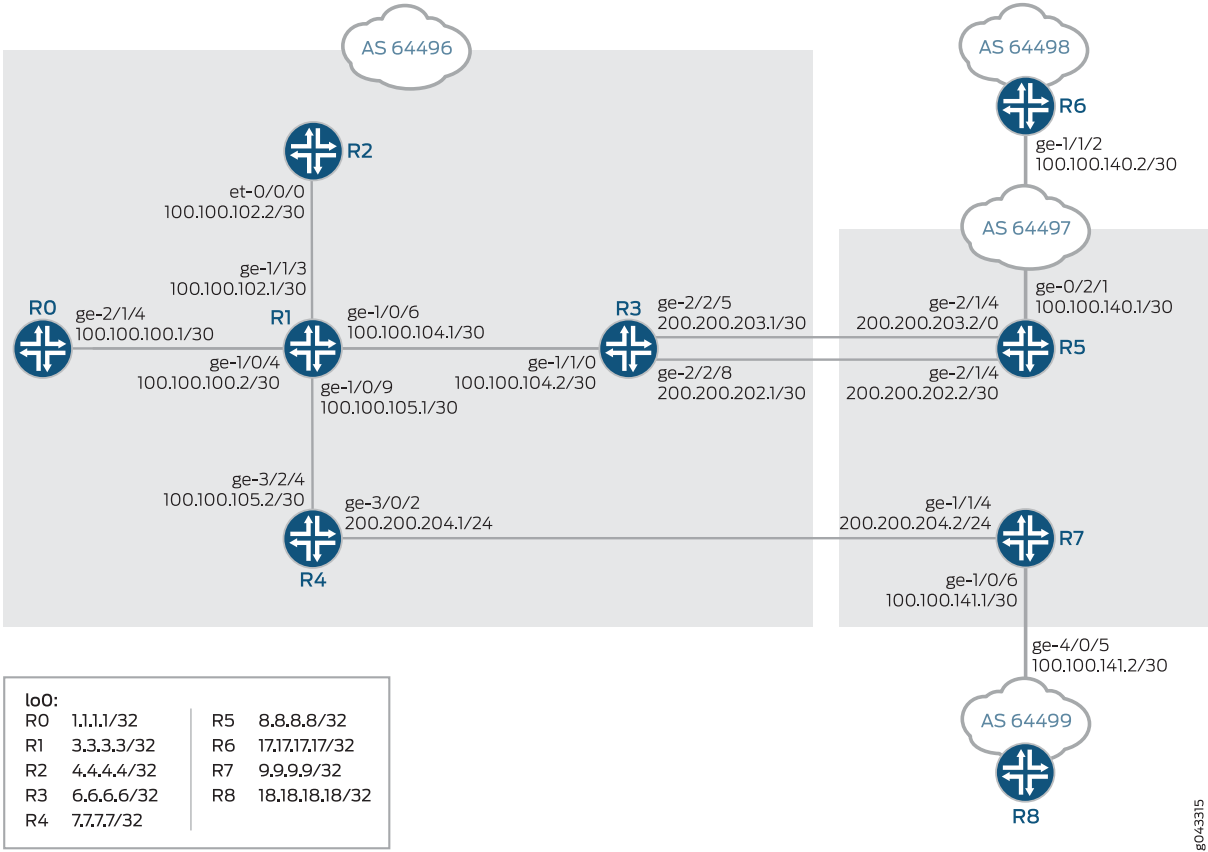 AS 64496
AS 64498
R6
ge-1/1/2
100.100.140.2/30
R2
et-0/0/0
100.100.102.2/30
AS 64497
ge-1/1/3
100.100.102.1/30
ge-0/2/1
100.100.140.1/30
R0
ge-2/1/4
100.100.100.1/30
R1
ge-1/0/6
100.100.104.1/30
R3
ge-2/2/5
200.200.203.1/30
ge-2/1/4
200.200.203.2/0
R5
ge-1/0/4
100.100.100.2/30
ge-1/0/9
100.100.105.1/30
ge-1/1/0
100.100.104.2/30
ge-2/2/8
200.200.202.1/30
ge-2/1/4
200.200.202.2/30
ge-3/2/4
100.100.105.2/30
ge-3/0/2
200.200.204.1/24
R4
ge-1/1/4
200.200.204.2/24
R7
ge-1/0/6
100.100.141.1/30
ge-4/0/5
100.100.141.2/30
AS 64499
R8
lo0:
R0 1.1.1.1/32
R1 3.3.3.3/32
R2 4.4.4.4/32
R3 6.6.6.6/32
R4 7.7.7.7/32
R5 8.8.8.8/32
R6 17.17.17.17/32
R7 9.9.9.9/32
R8 18.18.18.18/32
g043315